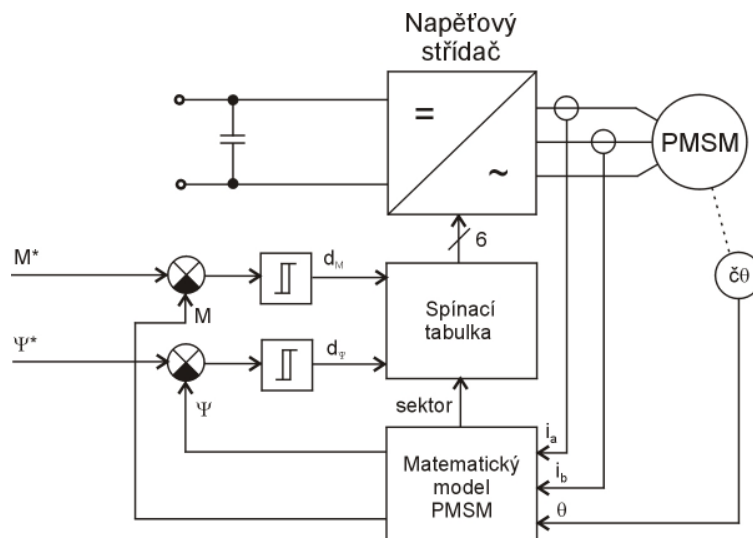 Napěťový
střídač
=
~
PMSM
6
M*
d_M
M
Spínací
tabulka
čθ
Ψ*
d_Ψ
Ψ
sektor
i_a
Matematický
model
PMSM
i_b
θ